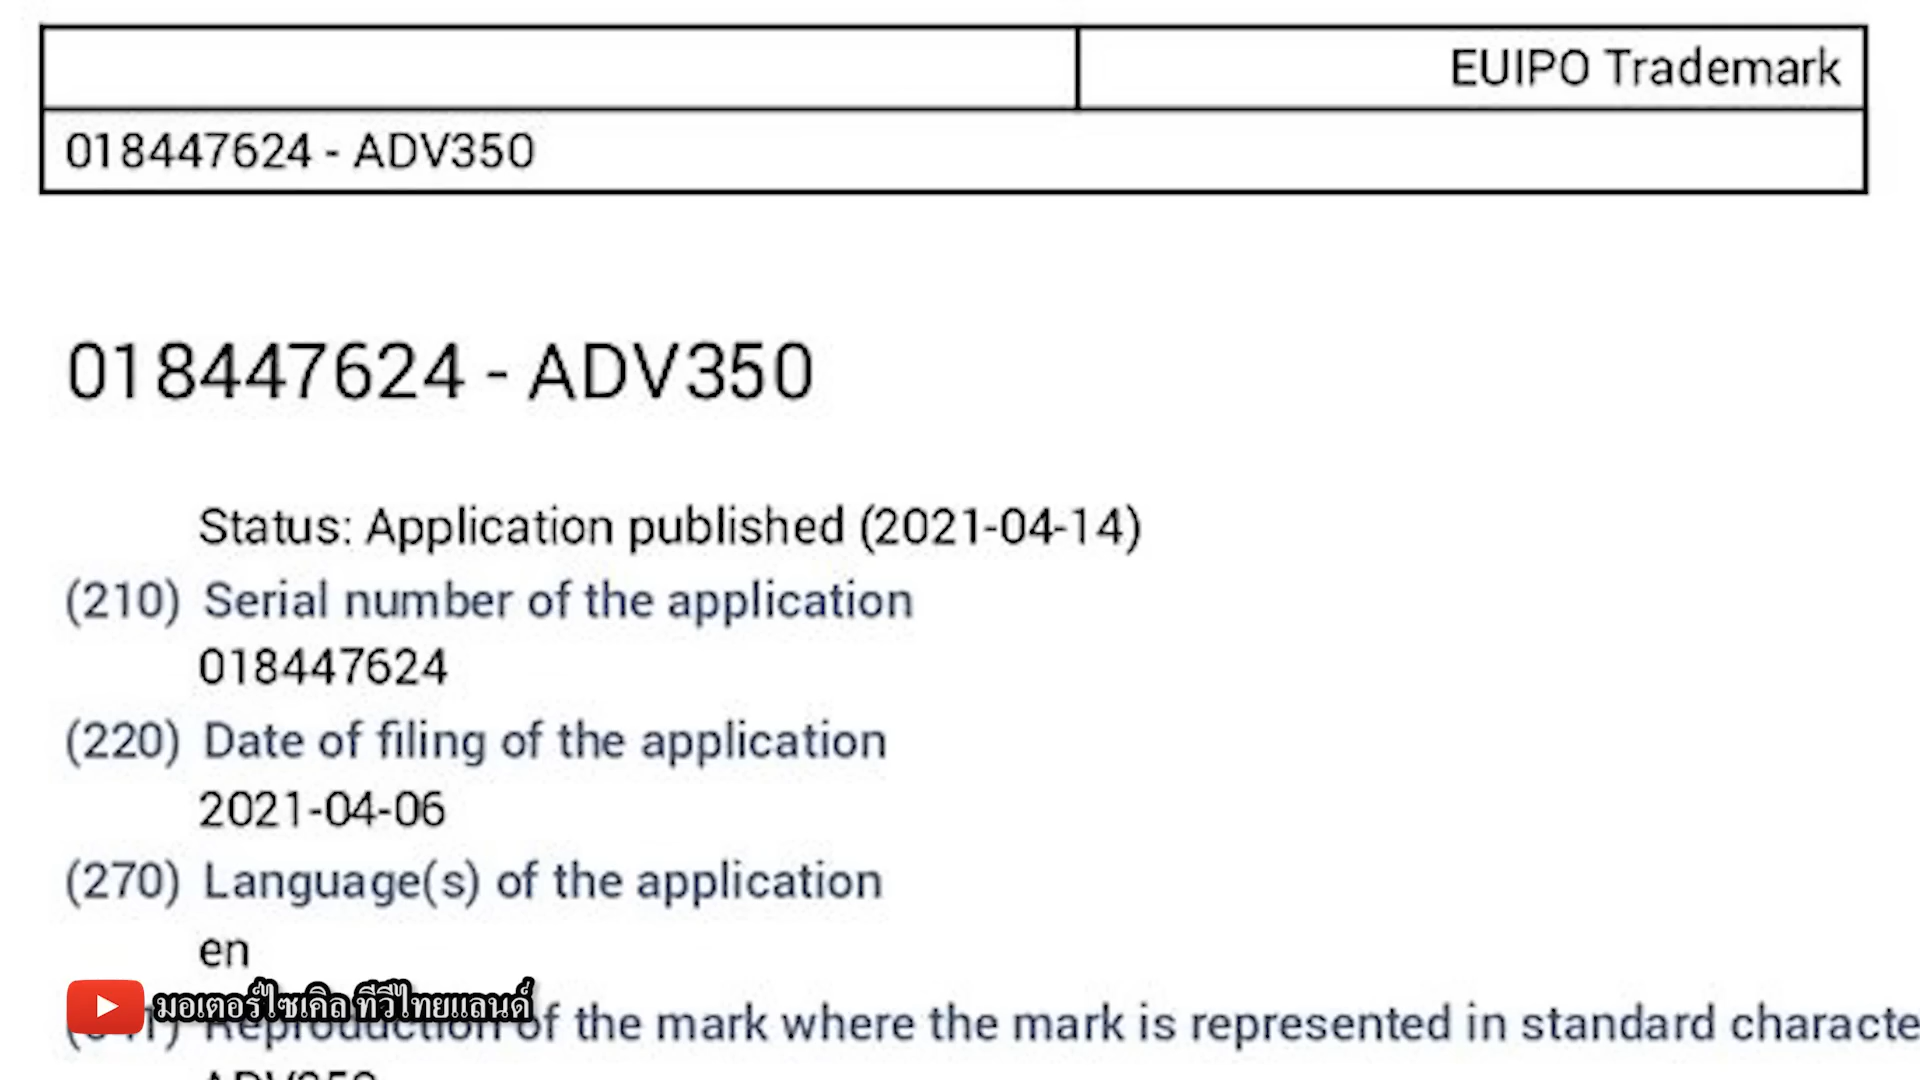 EUIPO Trademark
018447624 - ADV350
018447624 - ADV350
Status: Application published (2021-04-14)
(210) Serial number of the application
018447624
(220) Date of filing of the application
2021-04-06
(270) Language(s) of the application
en
มอเตอร์ไซเคิล ทีวีไทยแลนด์
Reproduction of the mark where the mark is represented in standard characte
ADV350